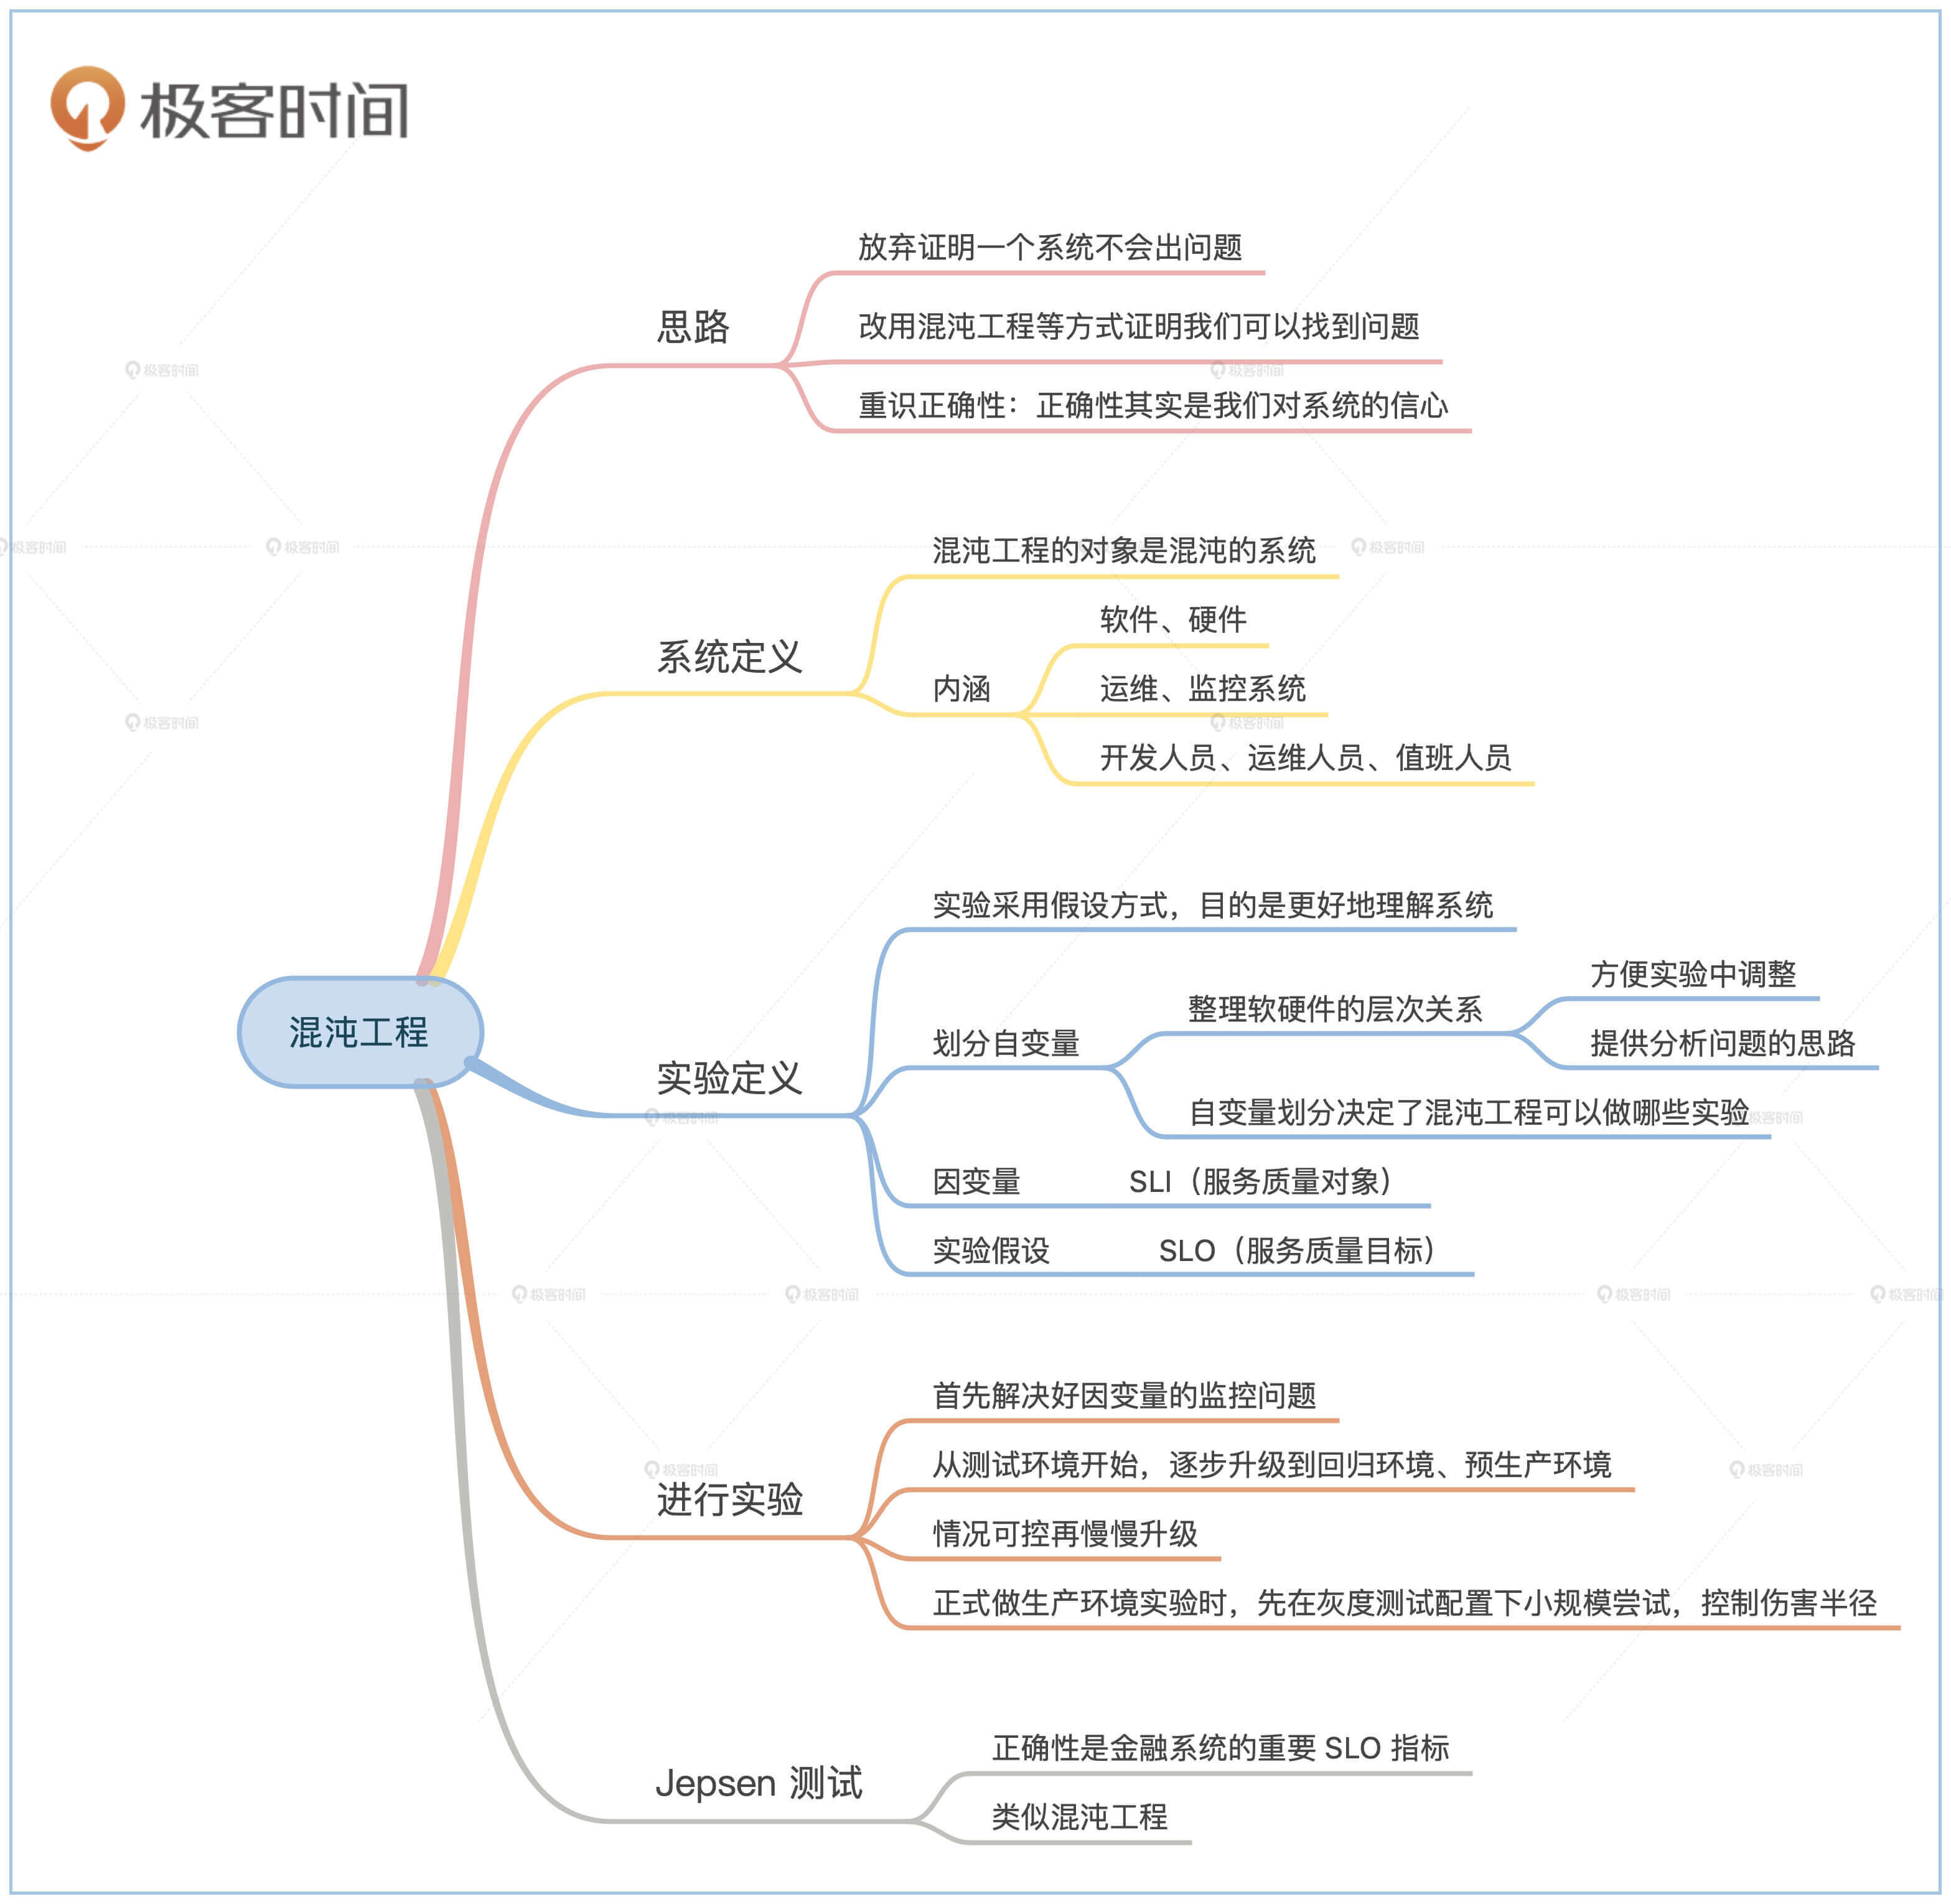 极客时间
放弃证明一个系统不会出问题
思路
改用混沌工程等方式证明我们可以找到问题
重识正确性：正确性其实是我们对系统的信心
混沌工程的对象是混沌的系统
系统定义
软件、硬件
内涵
运维、监控系统
开发人员、运维人员、值班人员
混沌工程
实验采用假设方式，目的是更好地理解系统
实验定义
划分自变量
整理软硬件的层次关系
方便实验中调整
提供分析问题的思路
自变量划分决定了混沌工程可以做哪些实验
因变量 SLI（服务质量对象）
实验假设 SLO（服务质量目标）
首先解决好因变量的监控问题
从测试环境开始，逐步升级到回归环境、预生产环境
进行实验
情况可控再慢慢升级
正式做生产环境实验时，先在灰度测试配置下小规模尝试，控制伤害半径
正确性是金融系统的重要 SLO 指标
Jepsen 测试
类似混沌工程